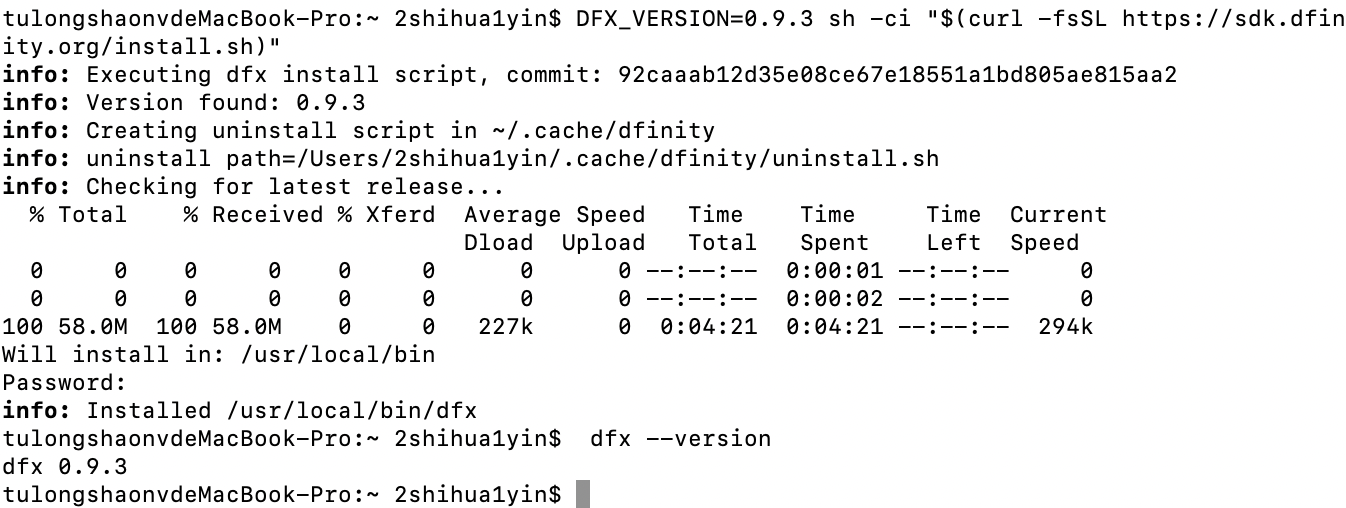 tulongshaonvdeMacBook-Pro:~ 2shihua1yin$ DFX_VERSION=0.9.3 sh -ci "$(curl -fsSL https://sdk.dfin
ity.org/install.sh)"
info: Executing dfx install script, commit: 92caaab12d35e08ce67e18551a1bd805ae815aa2
info: Version found: 0.9.3
info: Creating uninstall script in ~/.cache/dfinity
info: uninstall path=/Users/2shihua1yin/.cache/dfinity/uninstall.sh
info: Checking for latest release...
  % Total    % Received % Xferd  Average Speed   Time    Time     Time  Current
                                 Dload  Upload   Total   Spent    Left  Speed
  0     0    0     0    0     0      0      0 --:--:--  0:00:01 --:--:--     0
  0     0    0     0    0     0      0      0 --:--:--  0:00:02 --:--:--     0
100 58.0M  100 58.0M    0     0   227k      0  0:04:21  0:04:21 --:--:--  294k
Will install in: /usr/local/bin
Password:
info: Installed /usr/local/bin/dfx
tulongshaonvdeMacBook-Pro:~ 2shihua1yin$  dfx --version
dfx 0.9.3
tulongshaonvdeMacBook-Pro:~ 2shihua1yin$